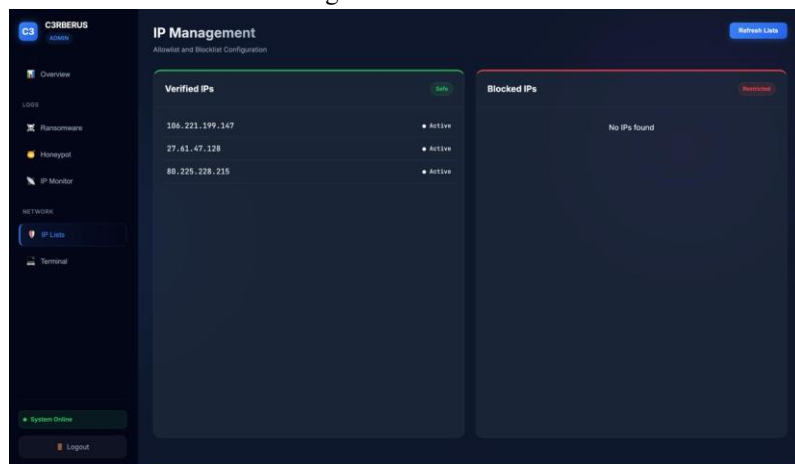 C3
C3RBERUS
ADMIN
Overview
LOGS
Ransomware
Honeypot
IP Monitor
NETWORK
IP Lists
Terminal
System Online
Logout
IP Management
Allowlist and Blocklist Configuration
Refresh Lists
Verified IPs
Safe
106.221.199.147
Active
27.61.47.128
Active
80.225.228.215
Active
Blocked IPs
Restricted
No IPs found